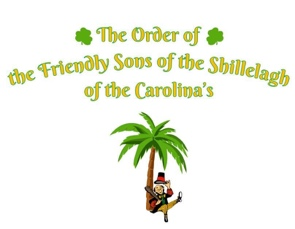 The Order of
the Friendly Sons of the Shillelagh
of the Carolina's